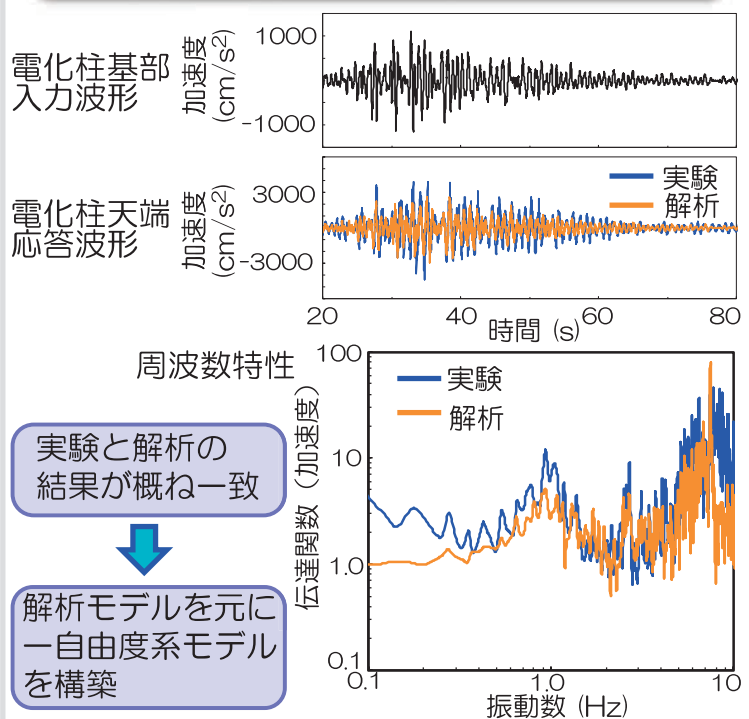 電化柱基部
入力波形
加速度
(cm/s²)
1000
-1000
電化柱天端
応答波形
加速度
(cm/s²)
3000
-3000
実験
解析
20
40
60
80
時間 (s)
周波数特性
伝達関数（加速度）
100
10
1.0
0.1
実験
解析
0.1
1.0
10
振動数 (Hz)
実験と解析の
結果が概ね一致
解析モデルを元に
一自由度系モデル
を構築